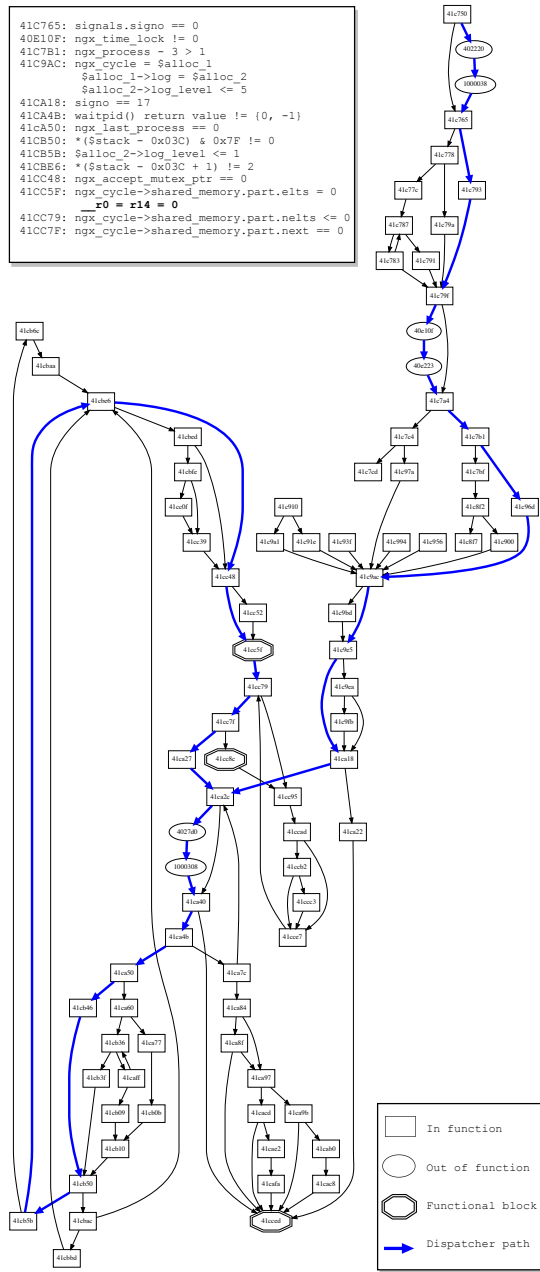 41C765: signals.signo == 0
40E10F: ngx_time_lock != 0
41C7B1: ngx_process - 3 > 1
41C9AC: ngx_cycle = $alloc_1
$alloc_1->log = $alloc_2
$alloc_2->log_level <= 5
41CA18: signo == 17
41CA4B: waitpid() return value != {0, -1}
41cA50: ngx_last_process == 0
41CB50: *($stack - 0x03C) & 0x7F != 0
41CB5B: $alloc_2->log_level <= 1
41CBE6: *($stack - 0x03C + 1) != 2
41CC48: ngx_accept_mutex_ptr == 0
41CC5F: ngx_cycle->shared_memory.part.elts = 0
__r0 = r14 = 0
41CC79: ngx_cycle->shared_memory.part.nelts <= 0
41CC7F: ngx_cycle->shared_memory.part.next == 0
41c750
402220
1000038
41c765
41c778
41c77c
41c793
41c787
41c79a
41c783
41c791
41c79f
40e10f
40e223
41c7a4
41c7c4
41c7b1
41c7cd
41c97a
41c7bf
41c96d
41c910
41c8f2
41c9a1
41c91e
41c93f
41c994
41c956
41c8f7
41c900
41c9ac
41c9bd
41c9e5
41c9ea
41c9fb
41ca18
41ca22
41cb6c
41cbaa
41cbe6
41cbed
41cbfc
41cc0f
41cc39
41cc48
41cc52
41cc5f
41cc79
41cc7f
41ca27
41cc8c
41ca2c
41cc95
4027d0
41ccad
1000308
41ccb2
41ca40
41ccc3
41ca4b
41cce7
41ca50
41ca7c
41cb46
41ca60
41ca84
41cb36
41ca77
41ca8f
41cb3f
41caff
41ca97
41cb09
41cb0b
41cacd
41ca9b
41cb10
41cae2
41cab0
41cb50
41cafa
41cac8
41cb5b
41cbac
41cced
41cbbd
In function
Out of function
Functional block
Dispatcher path